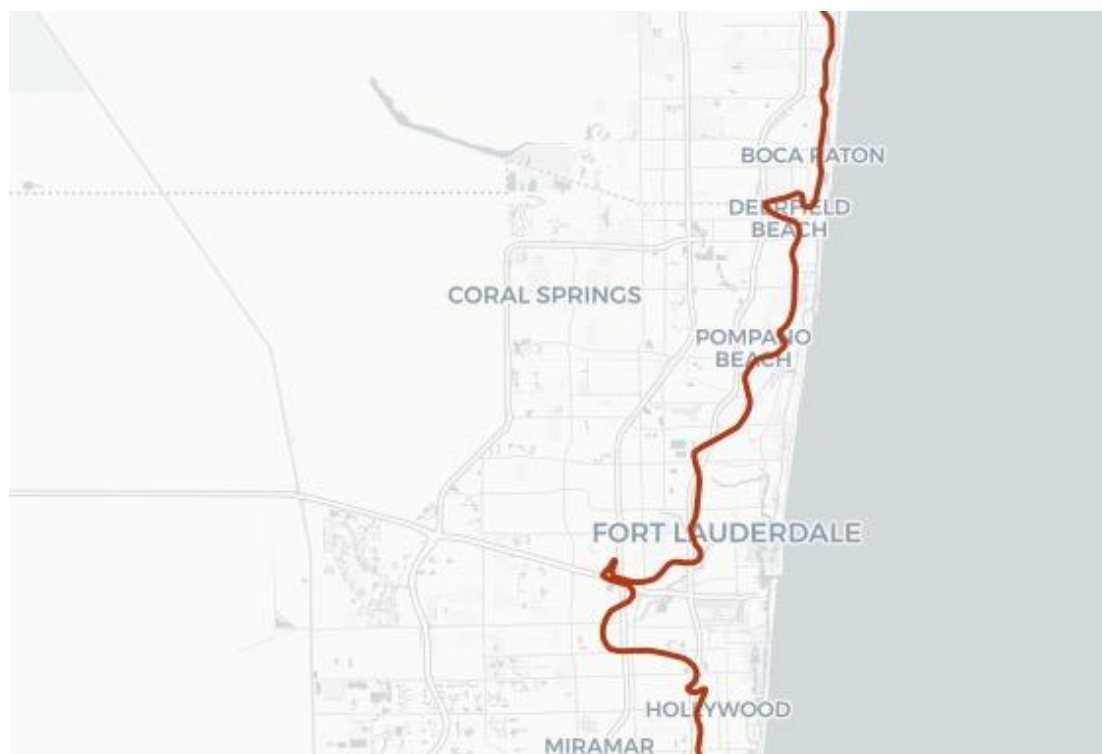 BOCA RATON
DEERFIELD
BEACH
CORAL SPRINGS
POMPANO
BEACH
FORT LAUDERDALE
HOLLYWOOD
MIRAMAR